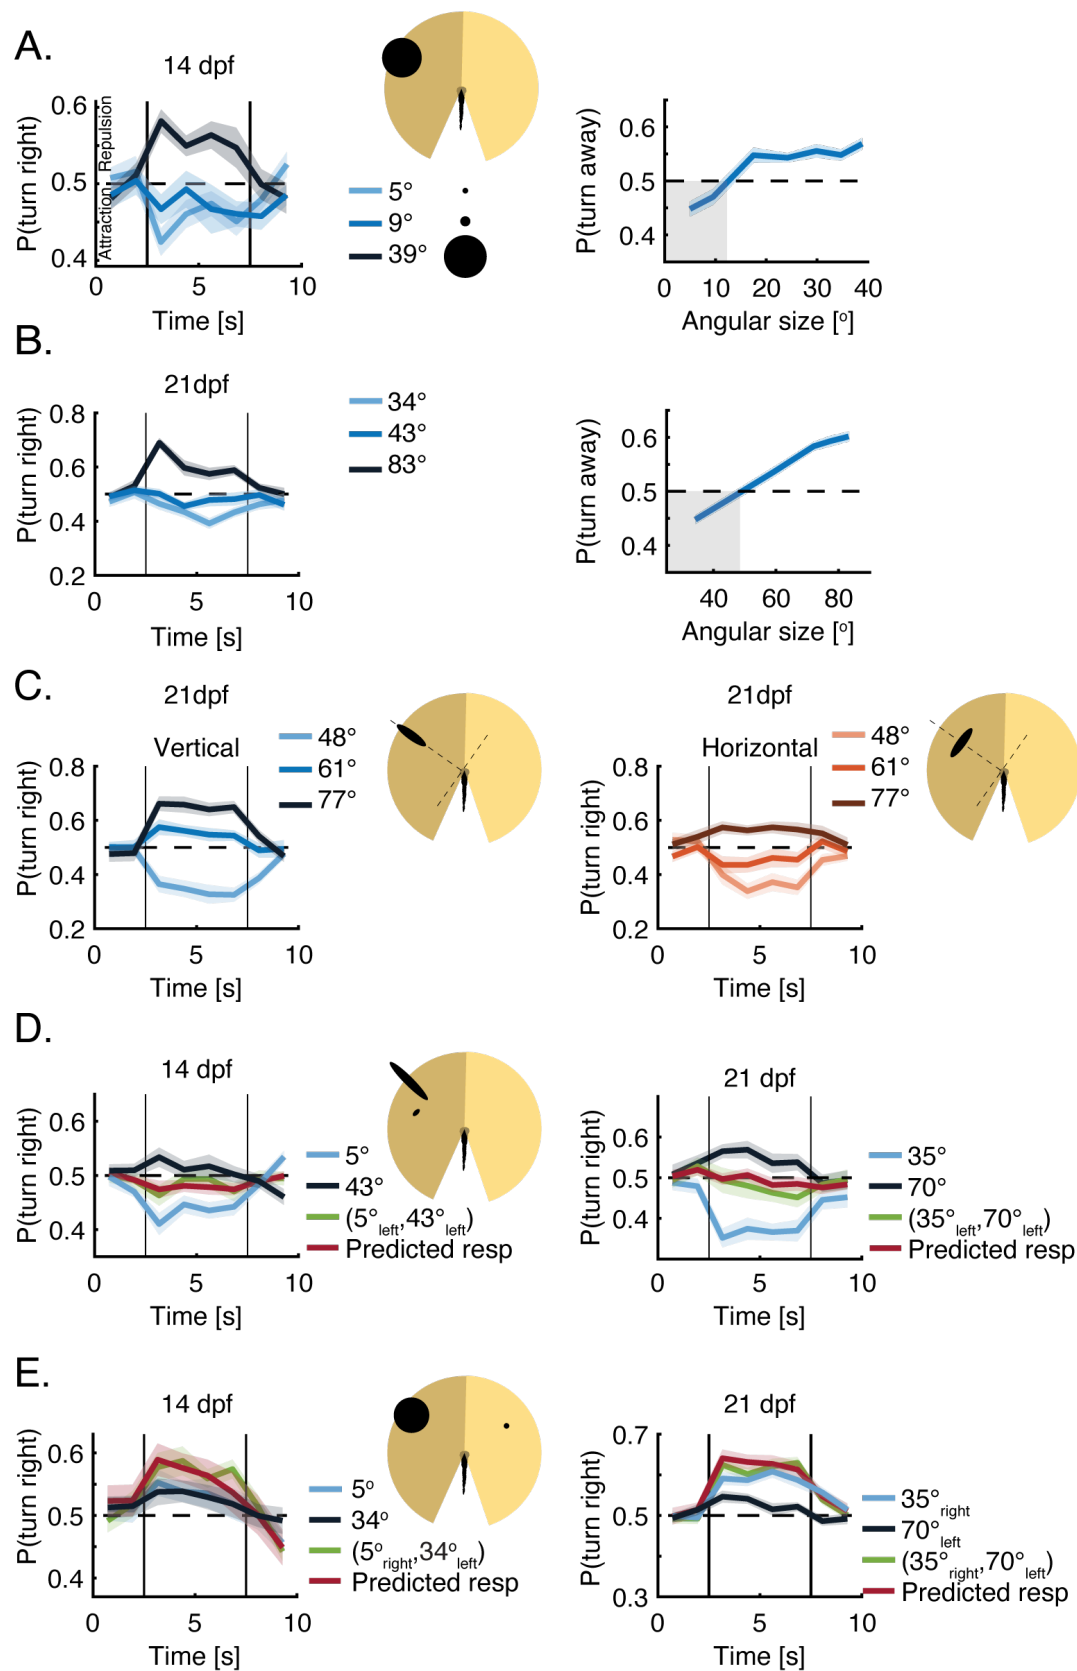 A.
14 dpf
P(turn right)
Attraction Repulsion
0.6
0.5
0.4
0 5 10
Time [s]
5°
9°
39°
P(turn away)
0.6
0.5
0.4
0 10 20 30 40
Angular size [°]
B.
21dpf
P(turn right)
0.8
0.6
0.4
0.2
0 5 10
Time [s]
34°
43°
83°
P(turn away)
0.6
0.5
0.4
40 60 80
Angular size [°]
C.
21dpf
Vertical
P(turn right)
0.8
0.6
0.4
0.2
0 5 10
Time [s]
48°
61°
77°
21dpf
Horizontal
P(turn right)
0.8
0.6
0.4
0.2
0 5 10
Time [s]
48°
61°
77°
D.
14 dpf
P(turn right)
0.6
0.5
0.4
0 5 10
Time [s]
5°
43°
(5°left,43°left)
Predicted resp
21 dpf
P(turn right)
0.6
0.5
0.4
0 5 10
Time [s]
35°
70°
(35°left,70°left)
Predicted resp
E.
14 dpf
P(turn right)
0.6
0.5
0.4
0 5 10
Time [s]
5°
34°
(5°right,34°left)
Predicted resp
21 dpf
P(turn right)
0.7
0.5
0.3
0 5 10
Time [s]
35°right
70°left
(35°right,70°left)
Predicted resp